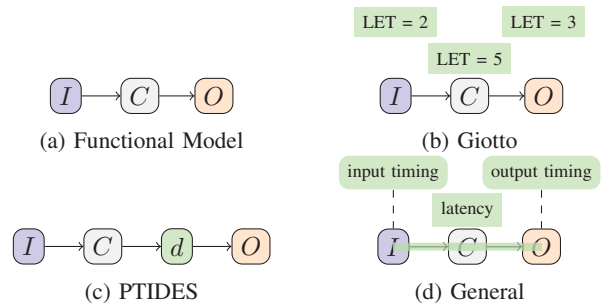 I C O
(a) Functional Model
LET = 2 LET = 3
LET = 5
I C O
(b) Giotto
I C d O
(c) PTIDES
input timing output timing
latency
I C O
(d) General